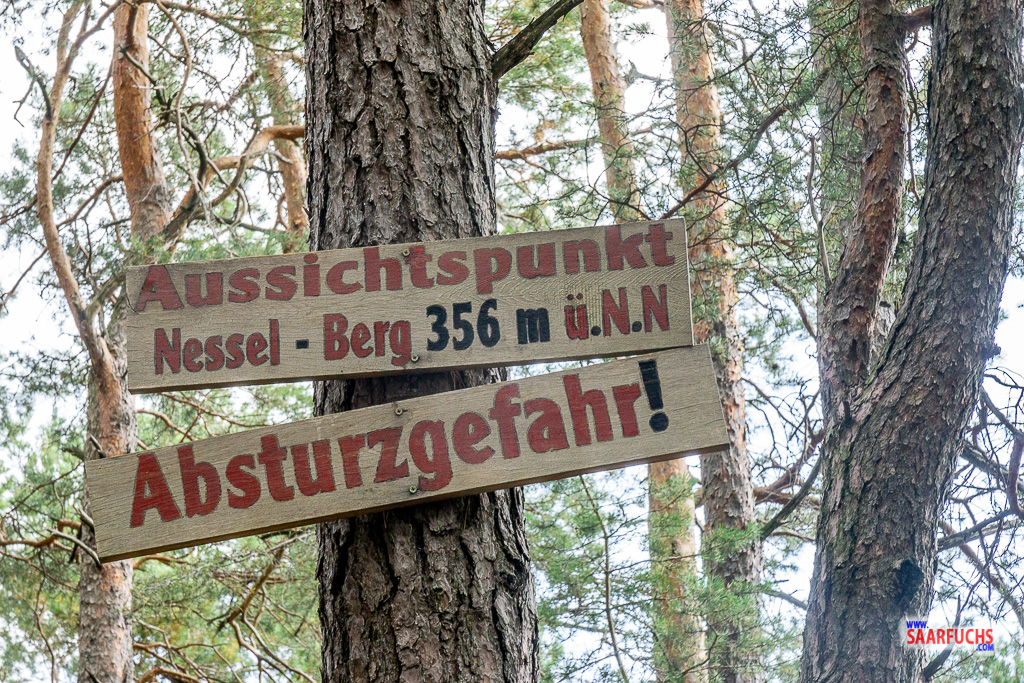 Aussichtspunkt
Nessel - Berg 356 m ü.N.N
Absturzgefahr!
WWW.
SAARFUCHS
.COM